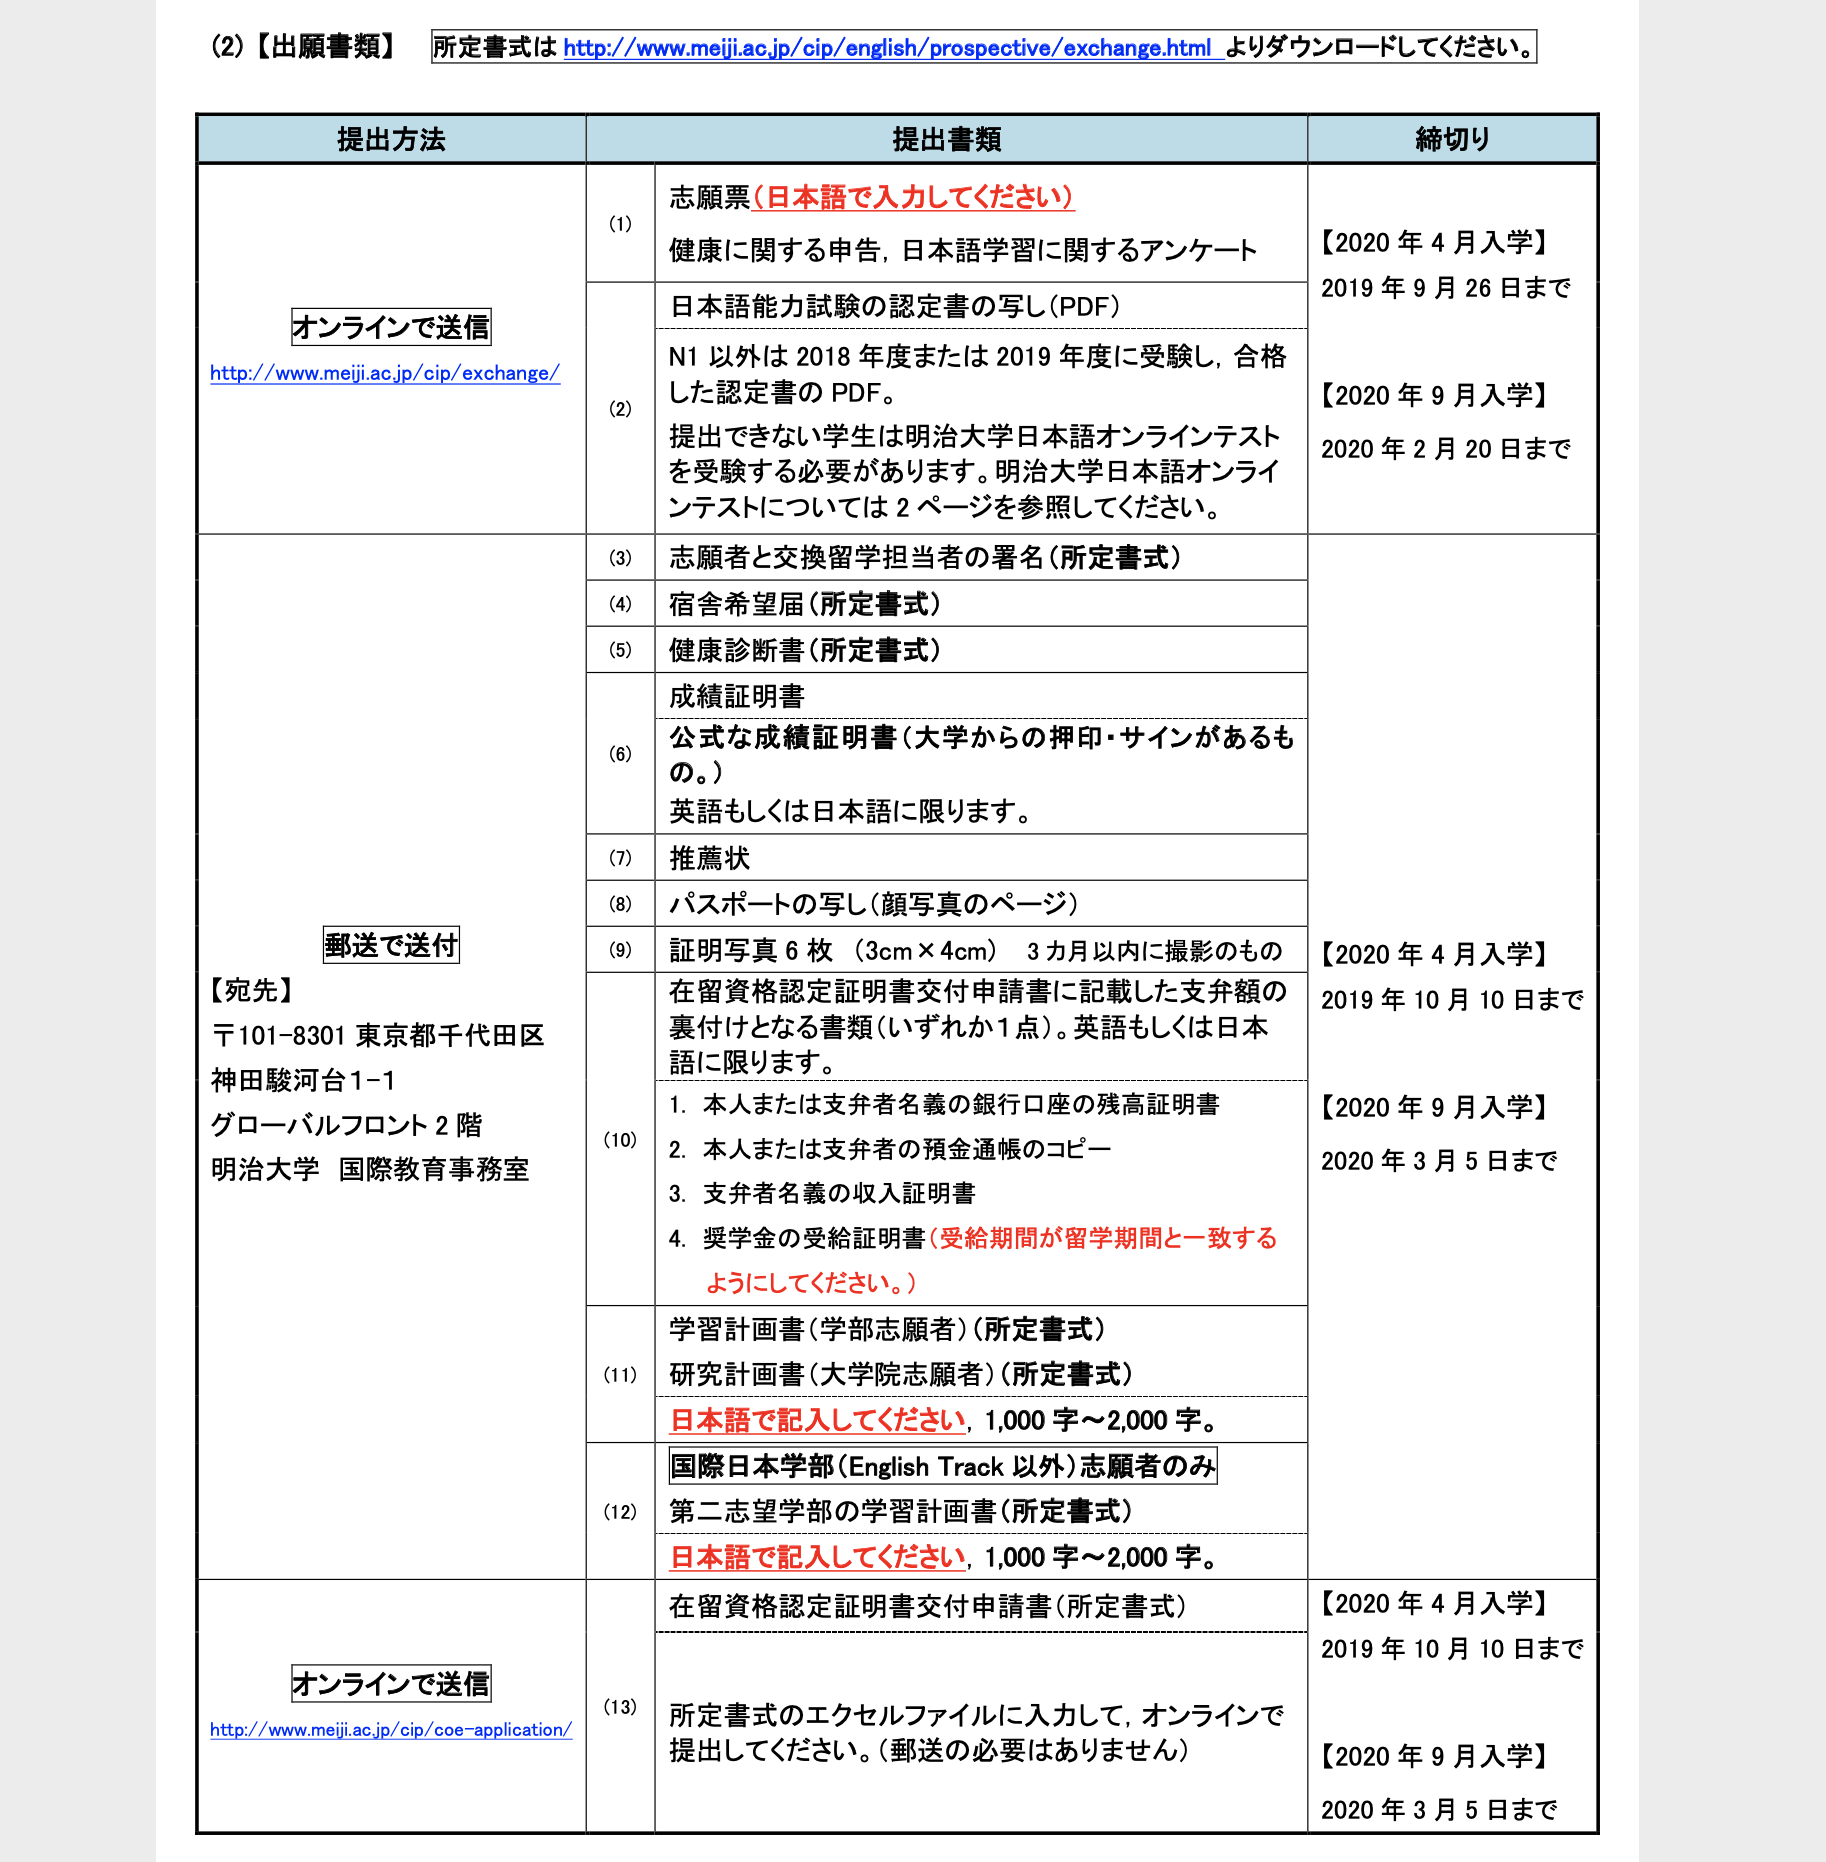 (2)【出願書類】 所定書式は http://www.meiji.ac.jp/cip/english/prospective/exchange.html よりダウンロードしてください。
提出方法 提出書類 締切り
オンラインで送信
http://www.meiji.ac.jp/cip/exchange/
(1)
志願票（日本語で入力してください）
健康に関する申告，日本語学習に関するアンケート
(2)
日本語能力試験の認定書の写し（PDF）
N1 以外は 2018 年度または 2019 年度に受験し，合格
した認定書の PDF。
提出できない学生は明治大学日本語オンラインテスト
を受験する必要があります。明治大学日本語オンライ
ンテストについては 2 ページを参照してください。
【2020 年 4 月入学】
2019 年 9 月 26 日まで
【2020 年 9 月入学】
2020 年 2 月 20 日まで
郵送で送付
【宛先】
〒101-8301 東京都千代田区
神田駿河台1-1
グローバルフロント 2 階
明治大学　国際教育事務室
(3) 志願者と交換留学担当者の署名（所定書式）
(4) 宿舎希望届（所定書式）
(5) 健康診断書（所定書式）
(6)
成績証明書
公式な成績証明書（大学からの押印・サインがあるも
の。）
英語もしくは日本語に限ります。
(7) 推薦状
(8) パスポートの写し（顔写真のページ）
(9) 証明写真 6 枚 （3cm×4cm） 3 カ月以内に撮影のもの
(10)
在留資格認定証明書交付申請書に記載した支弁額の
裏付けとなる書類（いずれか１点）。英語もしくは日本
語に限ります。
1. 本人または支弁者名義の銀行口座の残高証明書
2. 本人または支弁者の預金通帳のコピー
3. 支弁者名義の収入証明書
4. 奨学金の受給証明書（受給期間が留学期間と一致する
ようにしてください。）
(11)
学習計画書（学部志願者）（所定書式）
研究計画書（大学院志願者）（所定書式）
日本語で記入してください，1,000 字～2,000 字。
(12)
国際日本学部（English Track 以外）志願者のみ
第二志望学部の学習計画書（所定書式）
日本語で記入してください，1,000 字～2,000 字。
【2020 年 4 月入学】
2019 年 10 月 10 日まで
【2020 年 9 月入学】
2020 年 3 月 5 日まで
オンラインで送信
http://www.meiji.ac.jp/cip/coe-application/
(13)
在留資格認定証明書交付申請書（所定書式）
所定書式のエクセルファイルに入力して，オンラインで
提出してください。（郵送の必要はありません）
【2020 年 4 月入学】
2019 年 10 月 10 日まで
【2020 年 9 月入学】
2020 年 3 月 5 日まで